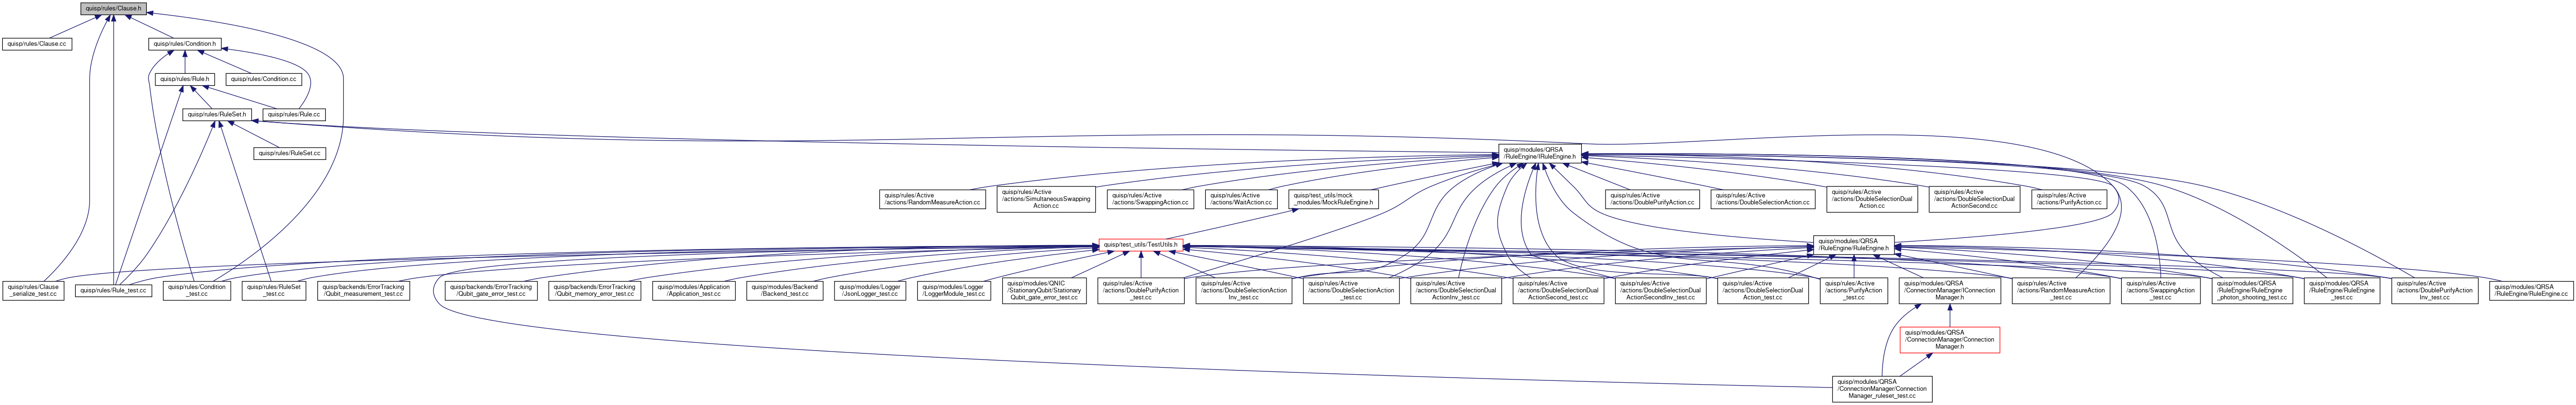 quisp/rules/Clause.h
quisp/rules/Clause.cc
quisp/rules/Condition.h
quisp/rules/Rule.h
quisp/rules/Condition.cc
quisp/rules/RuleSet.h
quisp/rules/Rule.cc
quisp/rules/RuleSet.cc
quisp/modules/QRSA
/RuleEngine/IRuleEngine.h
quisp/rules/Active
/actions/RandomMeasureAction.cc
quisp/rules/Active
/actions/SimultaneousSwapping
Action.cc
quisp/rules/Active
/actions/SwappingAction.cc
quisp/rules/Active
/actions/WaitAction.cc
quisp/test_utils/mock
_modules/MockRuleEngine.h
quisp/rules/Active
/actions/DoublePurifyAction.cc
quisp/rules/Active
/actions/DoubleSelectionAction.cc
quisp/rules/Active
/actions/DoubleSelectionDual
Action.cc
quisp/rules/Active
/actions/DoubleSelectionDual
ActionSecond.cc
quisp/rules/Active
/actions/PurifyAction.cc
quisp/test_utils/TestUtils.h
quisp/modules/QRSA
/RuleEngine/RuleEngine.h
quisp/rules/Clause
_serialize_test.cc
quisp/rules/Rule_test.cc
quisp/rules/Condition
_test.cc
quisp/rules/RuleSet
_test.cc
quisp/backends/ErrorTracking
/Qubit_measurement_test.cc
quisp/backends/ErrorTracking
/Qubit_gate_error_test.cc
quisp/backends/ErrorTracking
/Qubit_memory_error_test.cc
quisp/modules/Application
/Application_test.cc
quisp/modules/Backend
/Backend_test.cc
quisp/modules/Logger
/JsonLogger_test.cc
quisp/modules/Logger
/LoggerModule_test.cc
quisp/modules/QNIC
/StationaryQubit/Stationary
Qubit_gate_error_test.cc
quisp/rules/Active
/actions/DoublePurifyAction
_test.cc
quisp/rules/Active
/actions/DoubleSelectionAction
Inv_test.cc
quisp/rules/Active
/actions/DoubleSelectionAction
_test.cc
quisp/rules/Active
/actions/DoubleSelectionDual
ActionInv_test.cc
quisp/rules/Active
/actions/DoubleSelectionDual
ActionSecond_test.cc
quisp/rules/Active
/actions/DoubleSelectionDual
ActionSecondInv_test.cc
quisp/rules/Active
/actions/DoubleSelectionDual
Action_test.cc
quisp/rules/Active
/actions/PurifyAction
_test.cc
quisp/modules/QRSA
/ConnectionManager/IConnection
Manager.h
quisp/rules/Active
/actions/RandomMeasureAction
_test.cc
quisp/rules/Active
/actions/SwappingAction
_test.cc
quisp/modules/QRSA
/RuleEngine/RuleEngine
_photon_shooting_test.cc
quisp/modules/QRSA
/RuleEngine/RuleEngine
_test.cc
quisp/rules/Active
/actions/DoublePurifyAction
Inv_test.cc
quisp/modules/QRSA
/RuleEngine/RuleEngine.cc
quisp/modules/QRSA
/ConnectionManager/Connection
Manager.h
quisp/modules/QRSA
/ConnectionManager/Connection
Manager_ruleset_test.cc